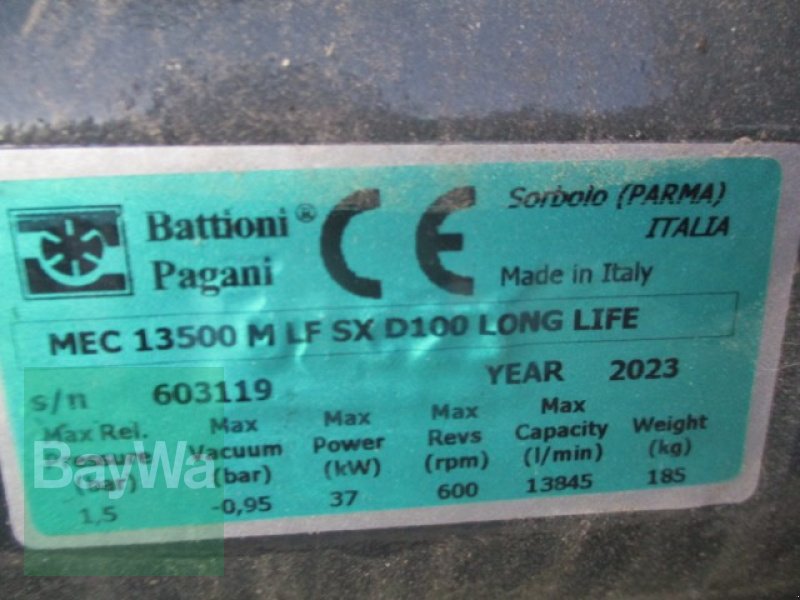 Battioni®
Pagani
CE
Sorbolo (PARMA)
ITALIA
Made in Italy
MEC 13500 M LF SX D100 LONG LIFE
s/n 603119 YEAR 2023
Max Rel. Pressure (bar) 1,5
Max Vacuum (bar) -0,95
Max Power (kW) 37
Max Revs (rpm) 600
Max Capacity (l/min) 13845
Weight (kg) 185
BayWa